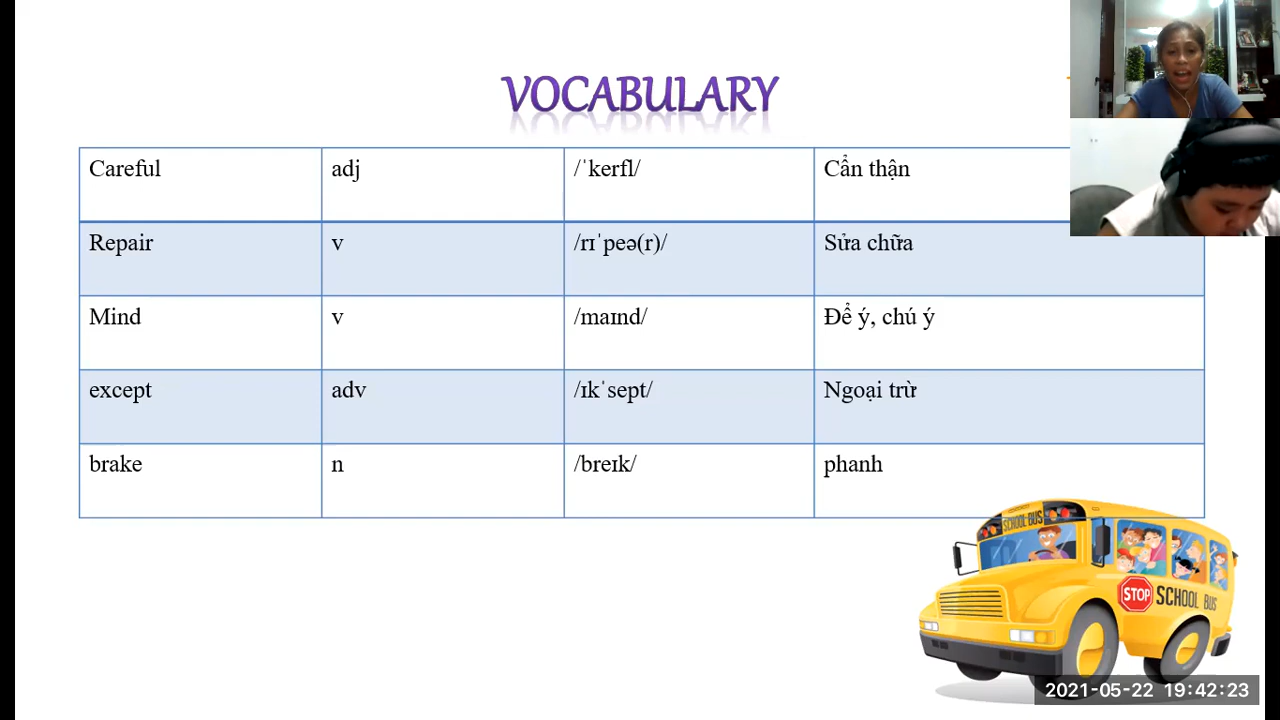 VOCABULARY
Careful adj /ˈkerfl/ Cẩn thận
Repair v /rɪˈpeə(r)/ Sửa chữa
Mind v /maɪnd/ Để ý, chú ý
except adv /ɪkˈsept/ Ngoại trừ
brake n /breɪk/ phanh
SCHOOL BUS
STOP SCHOOL BUS
2021-05-22 19:42:23